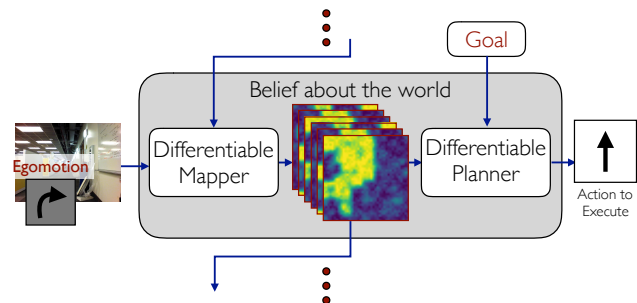 Goal
Belief about the world
Egomotion
Differentiable
Mapper
Differentiable
Planner
Action to
Execute